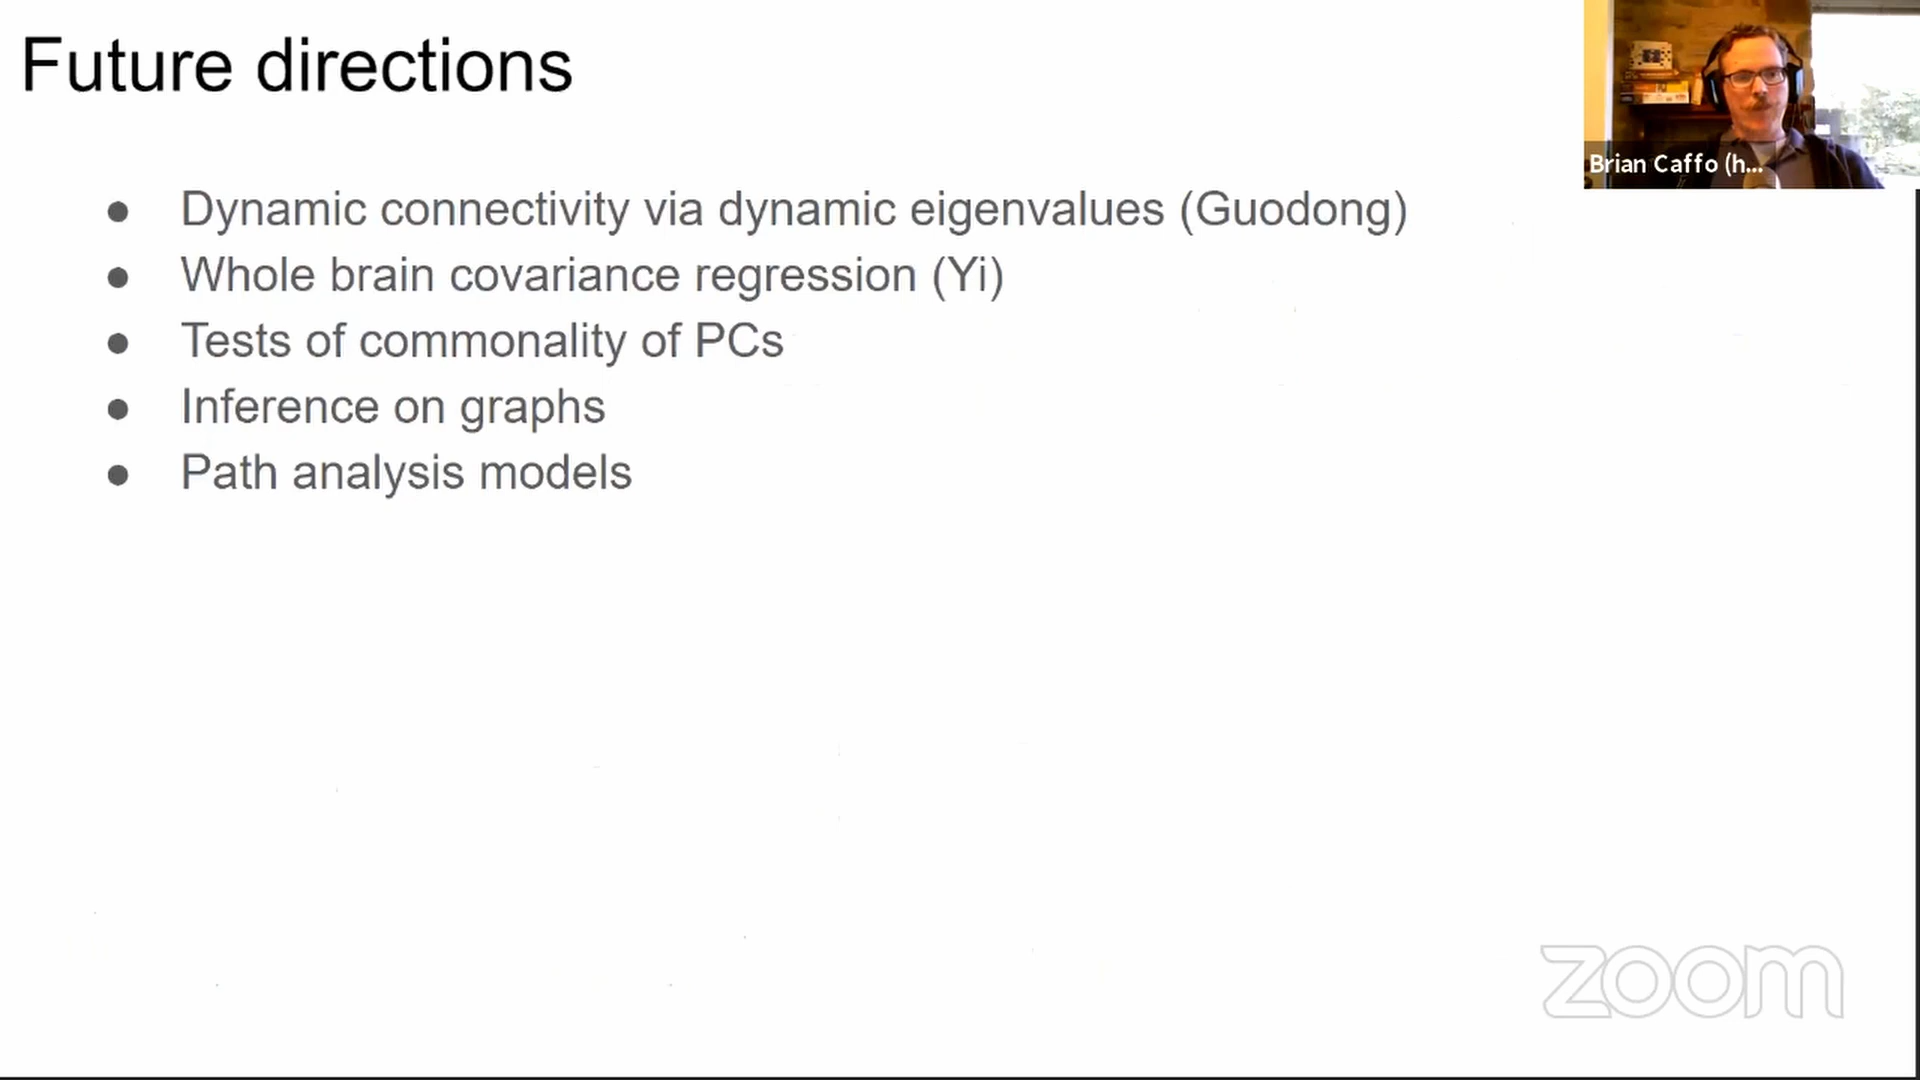 Future directions
Brian Caffo (h...
● Dynamic connectivity via dynamic eigenvalues (Guodong)
● Whole brain covariance regression (Yi)
● Tests of commonality of PCs
● Inference on graphs
● Path analysis models
zoom